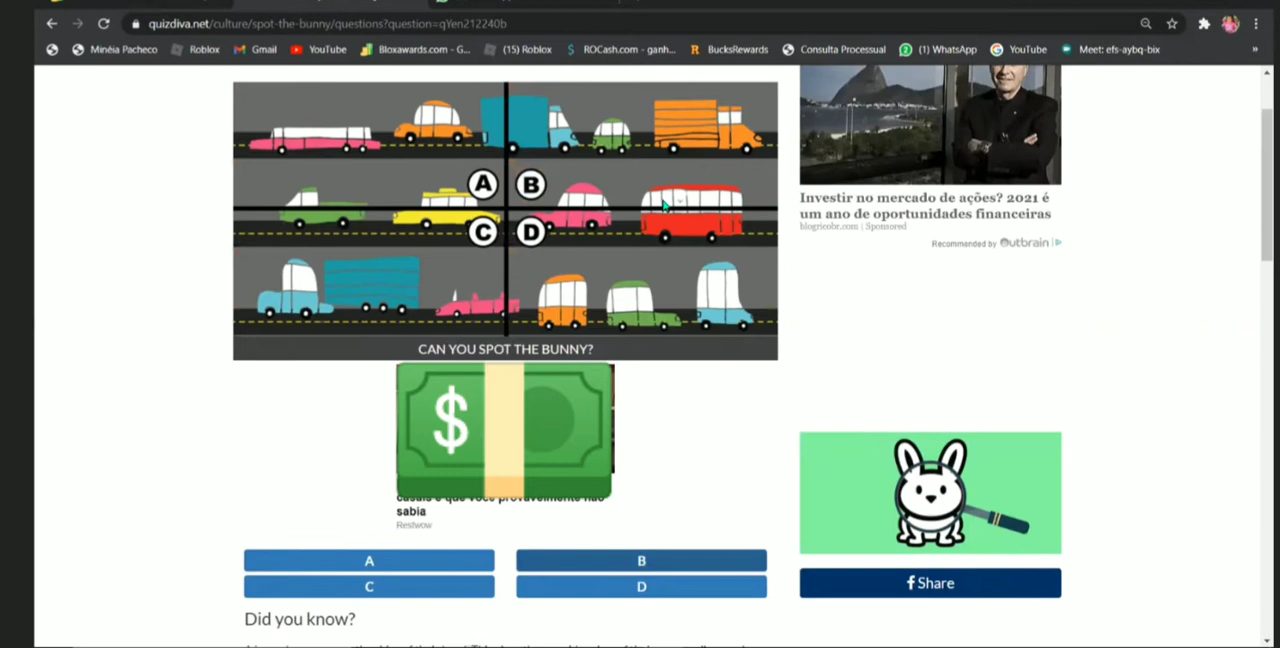 quizdiva.net/culture/spot-the-bunny/questions?question=qYen212240b
Minéia Pacheco
Roblox
Gmail
YouTube
Bloxawards.com - G...
(15) Roblox
ROCash.com - ganh...
BucksRewards
Consulta Processual
(1) WhatsApp
YouTube
Meet: efs-aybq-bix
»
A B
C D
CAN YOU SPOT THE BUNNY?
$
sabia
Restwow
A
B
C
D
Did you know?
Investir no mercado de ações? 2021 é
um ano de oportunidades financeiras
blogricobr.com | Sponsored
Recommended by Outbrain
Share